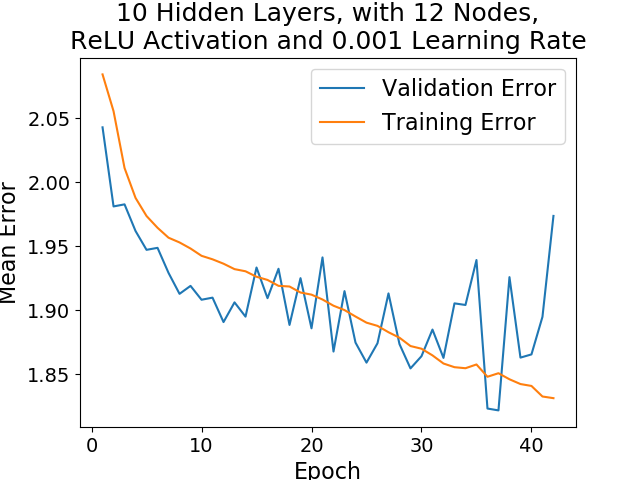 10 Hidden Layers, with 12 Nodes,
ReLU Activation and 0.001 Learning Rate
Validation Error
Training Error
Mean Error
2.05
2.00
1.95
1.90
1.85
0 10 20 30 40
Epoch